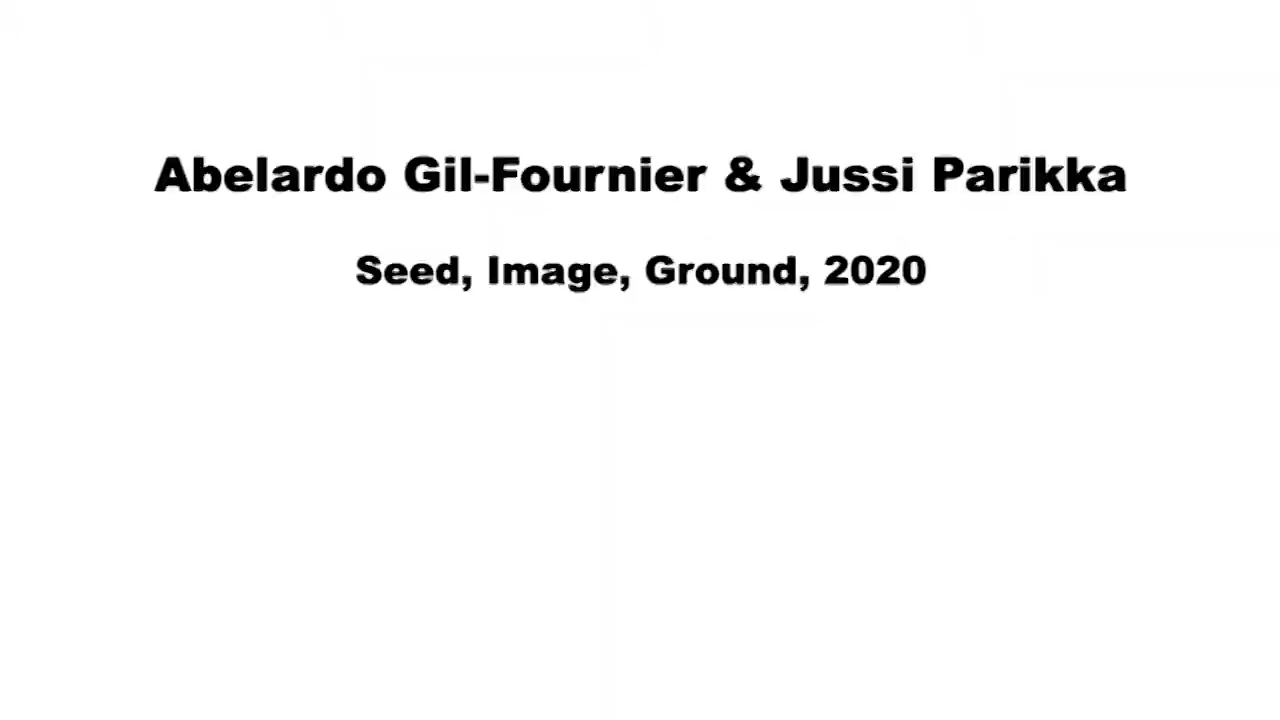 Abelardo Gil-Fournier & Jussi Parikka
Seed, Image, Ground, 2020